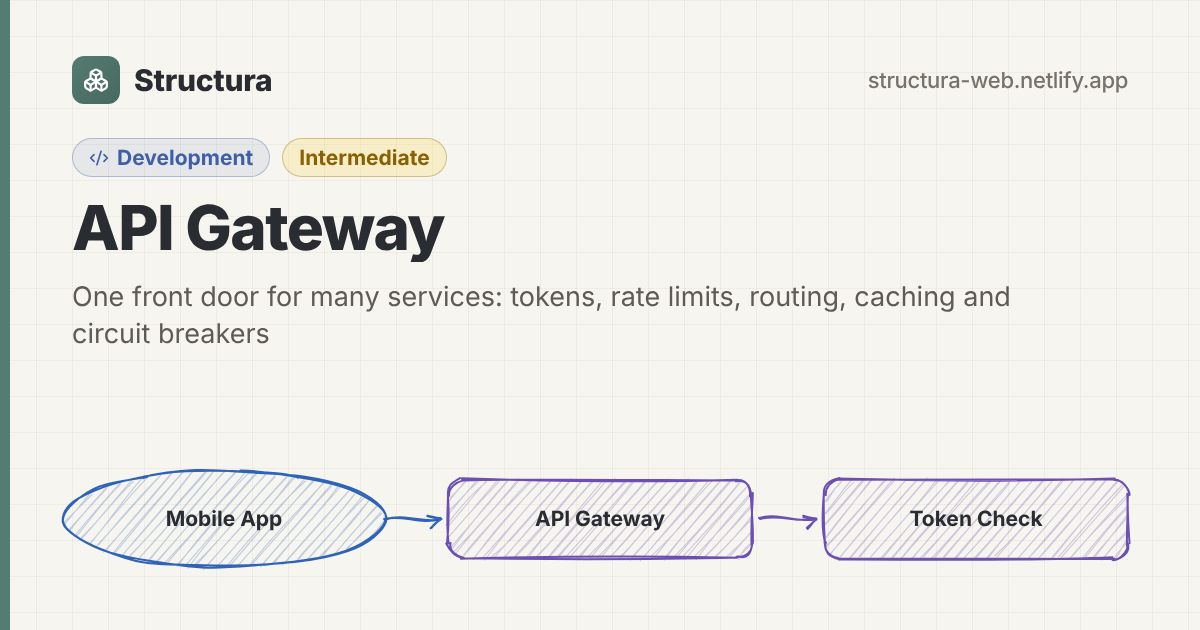 Structura
structura-web.netlify.app
Development
Intermediate
API Gateway
One front door for many services: tokens, rate limits, routing, caching and
circuit breakers
Mobile App
API Gateway
Token Check